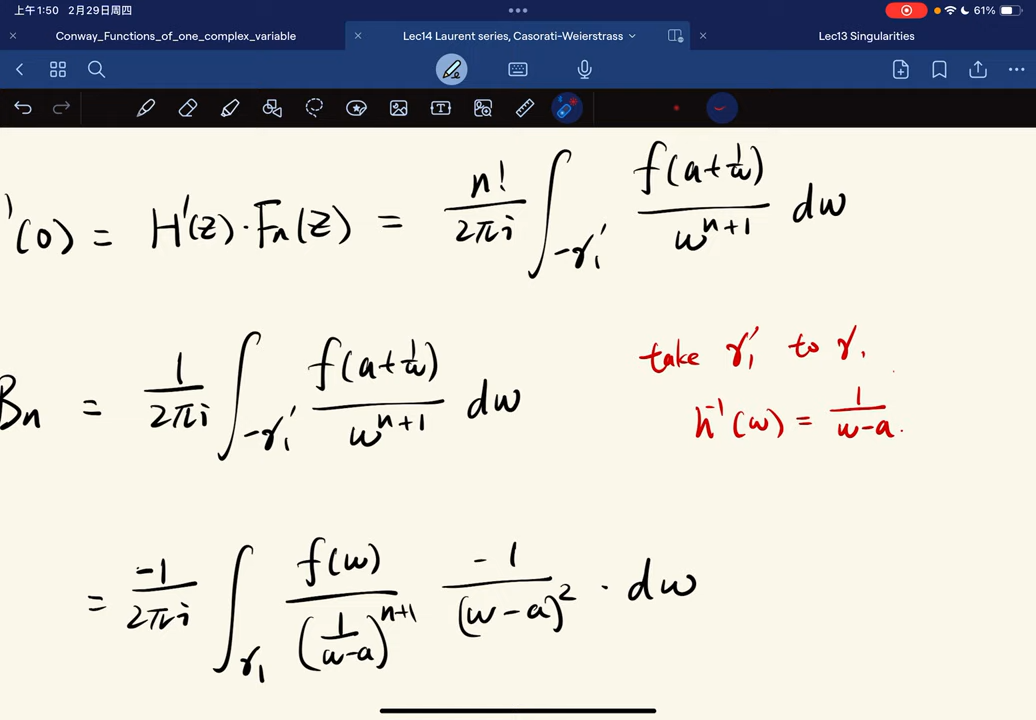 上午1:50 2月29日周四 61%
Conway_Functions_of_one_complex_variable Lec14 Laurent series, Casorati-Weierstrass Lec13 Singularities
'(0) = H'(z)·Fn(z) = n!/2πi ∫_{-γ₁'} f(a+1/w)/w^{n+1} dw
take γ₁' to γ₁
Bn = 1/2πi ∫_{-γ₁'} f(a+1/w)/w^{n+1} dw
h⁻¹(w) = 1/(w-a).
= -1/2πi ∫_{γ₁} f(w)/(1/(w-a))^{n+1} -1/(w-a)² · dw